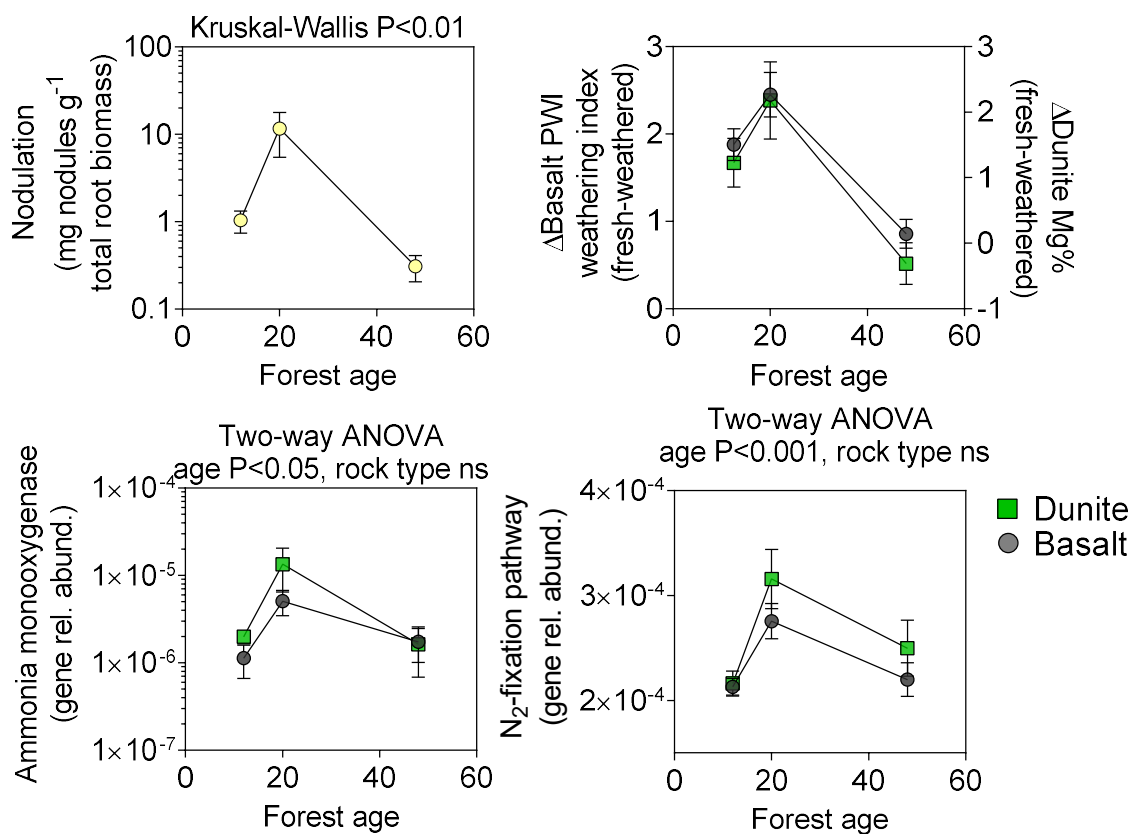 Kruskal-Wallis P<0.01
Nodulation
(mg nodules g⁻¹
total root biomass)
100
10
1
0.1
0
20
40
60
Forest age
ΔBasalt PWI
weathering index
(fresh-weathered)
3
2
1
0
3
2
1
0
-1
ΔDunite Mg%
(fresh-weathered)
0
20
40
60
Forest age
Two-way ANOVA
age P<0.05, rock type ns
Ammonia monooxygenase
(gene rel. abund.)
1×10⁻⁴
1×10⁻⁵
1×10⁻⁶
1×10⁻⁷
0
20
40
60
Forest age
Two-way ANOVA
age P<0.001, rock type ns
N₂-fixation pathway
(gene rel. abund.)
4×10⁻⁴
3×10⁻⁴
2×10⁻⁴
0
20
40
60
Forest age
Dunite
Basalt